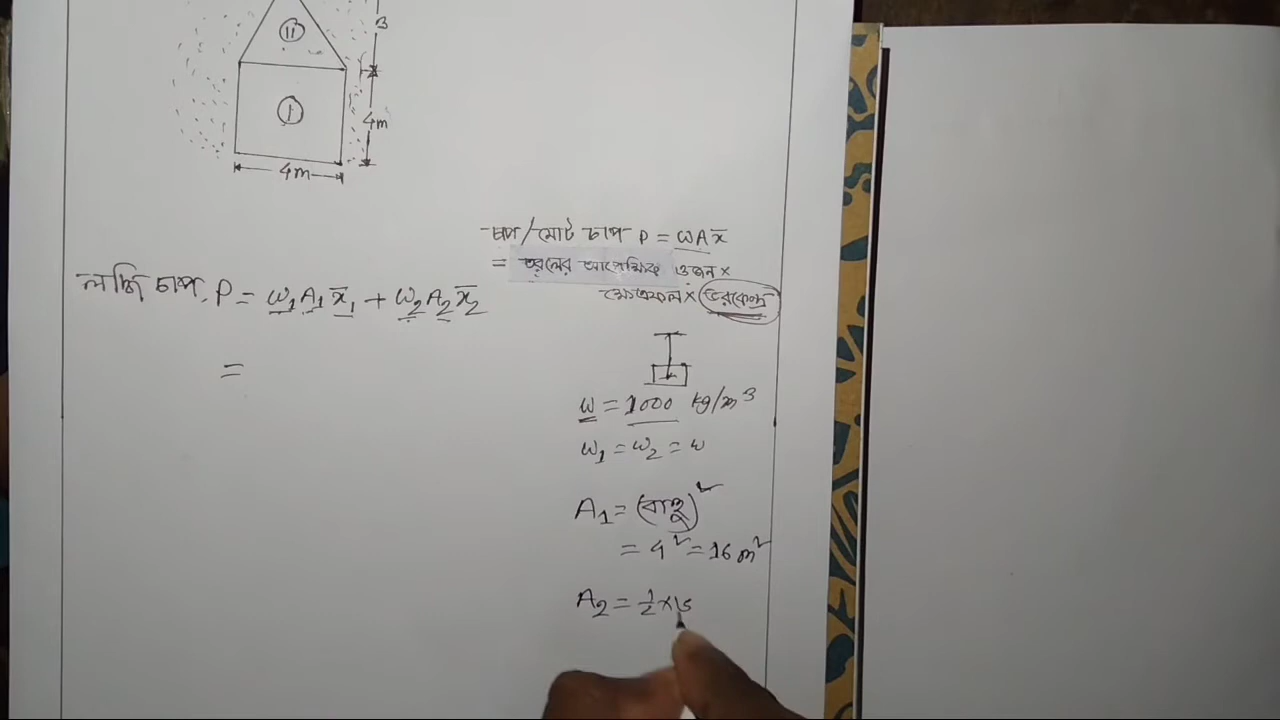 3
II
I
4m
4m
চাপ/মোট চাপ P = ωAx̄
= তরলের আপেক্ষিক ওজন ×
ক্ষেত্রফল × ভরকেন্দ্র
লব্ধি চাপ, P = ω₁A₁x̄₁ + ω₂A₂x̄₂
=
ω = 1000 kg/m³
ω₁ = ω₂ = ω
A₁ = (বাহু)²
= 4² = 16 m²
A₂ = ½ ×